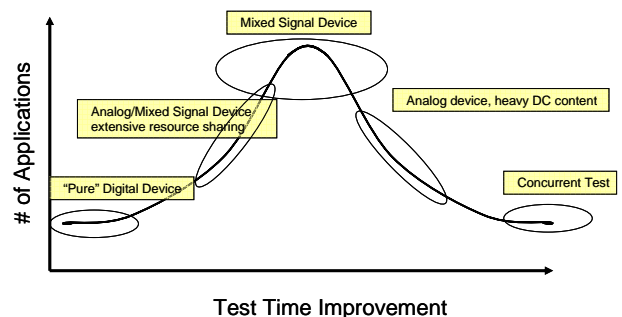 Mixed Signal Device
Analog/Mixed Signal Device
extensive resource sharing
Analog device, heavy DC content
"Pure" Digital Device
Concurrent Test
# of Applications
Test Time Improvement